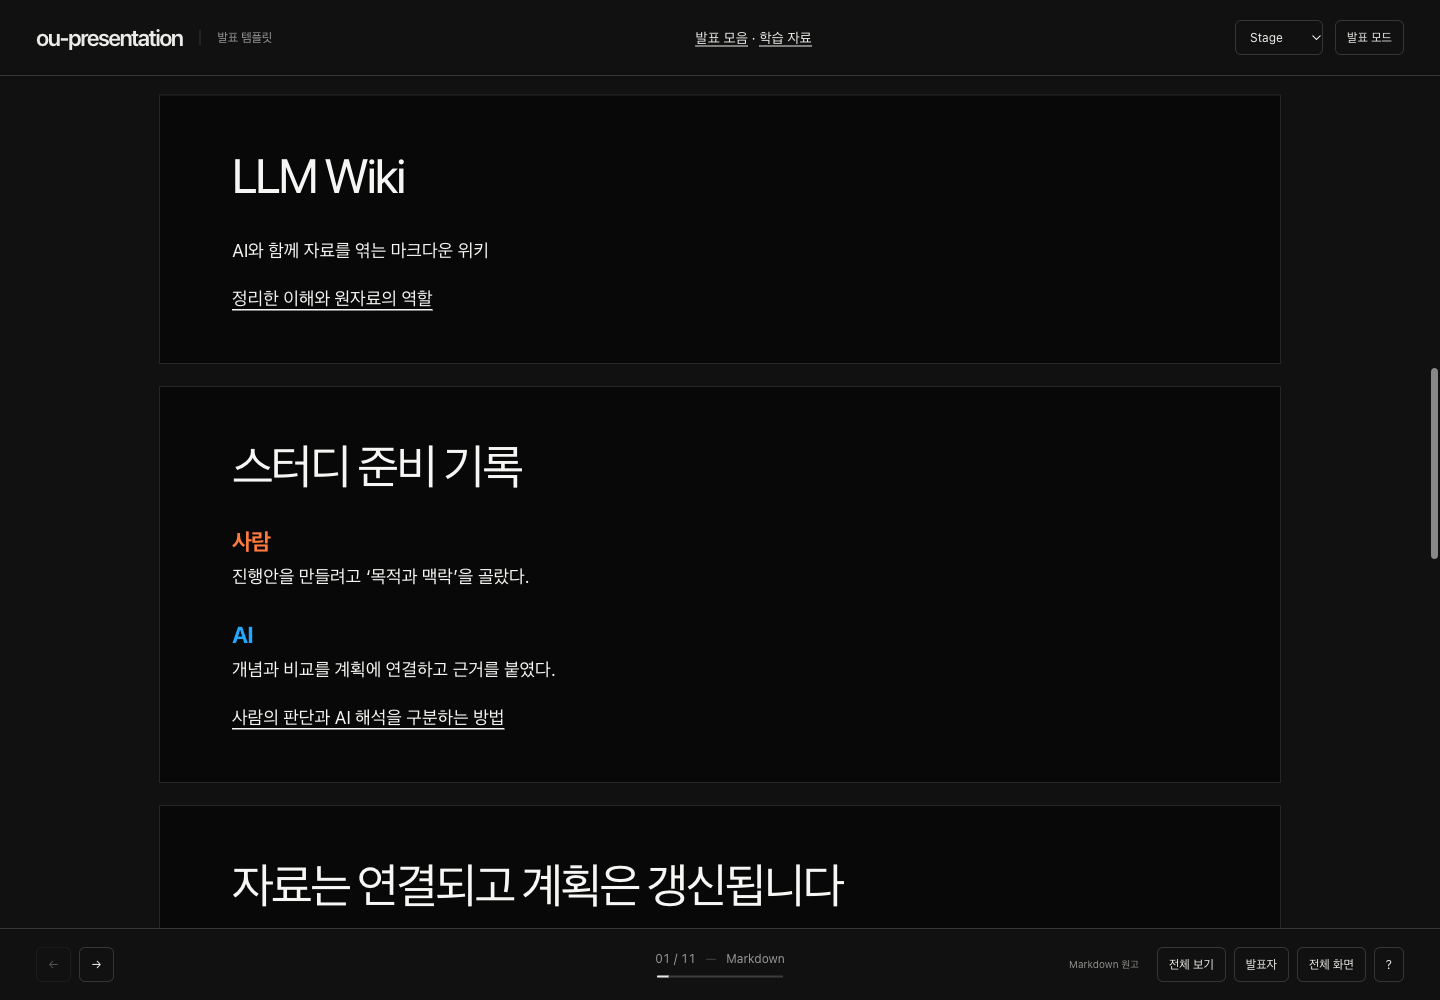 ou-presentation
발표 템플릿
발표 모음 · 학습 자료
Stage
발표 모드
LLM Wiki
AI와 함께 자료를 엮는 마크다운 위키
정리한 이해와 원자료의 역할
스터디 준비 기록
사람
진행안을 만들려고 ‘목적과 맥락’을 골랐다.
AI
개념과 비교를 계획에 연결하고 근거를 붙였다.
사람의 판단과 AI 해석을 구분하는 방법
자료는 연결되고 계획은 갱신됩니다
←
→
01 / 11 — Markdown
Markdown 원고
전체 보기
발표자
전체 화면
?